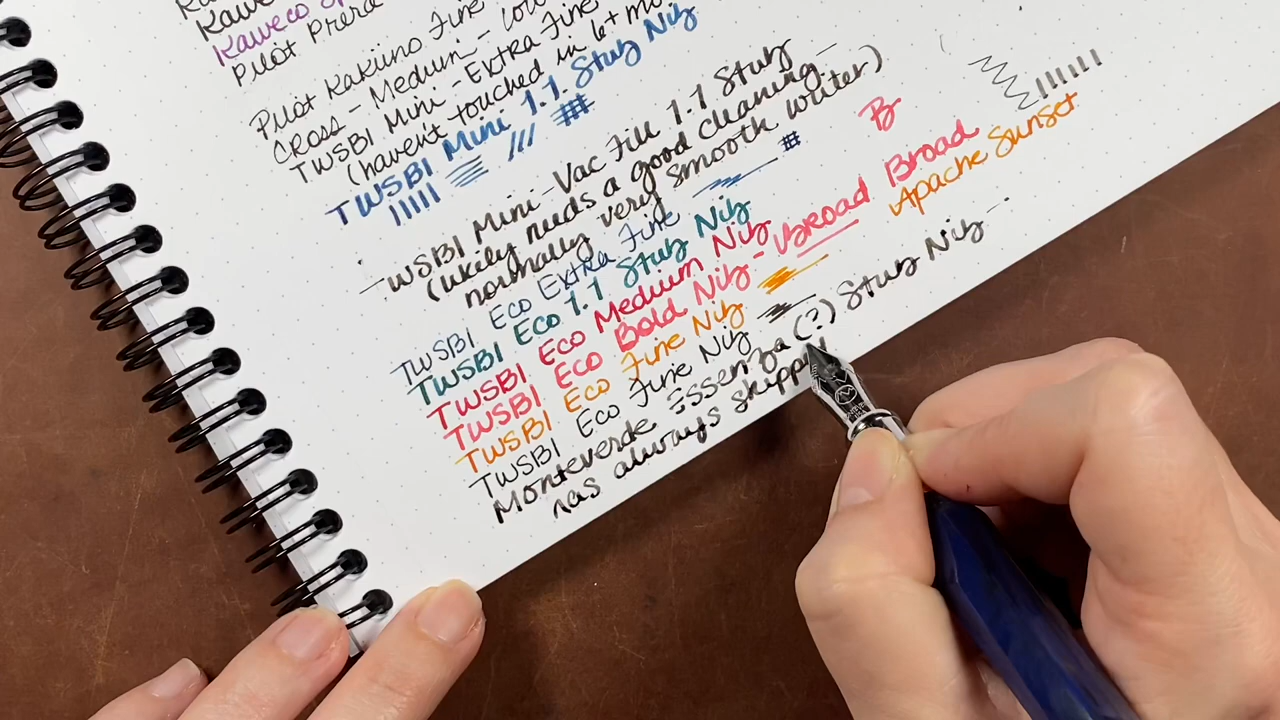 Kaweco
Pilot Prera
Pilot Kakuno Fine
Cross - Medium -
TWSBI Mini - Extra Fine
(haven't touched in 6+ mo
TWSBI Mini 1.1 Stub Nib
TWSBI Mini-Vac Fill 1.1 Stub
(likely needs a good cleaning -
normally very smooth writer)
TWSBI Eco Extra Fine
TWSBI Eco 1.1 Stub Nib
TWSBI Eco Medium Nib
TWSBI Eco Bold Nib - Broad Broad B
TWSBI Eco Fine Nib Apache Sunset
TWSBI Eco Fine Nib
Monteverde Essenza (?) Stub Nib...
has always skippi